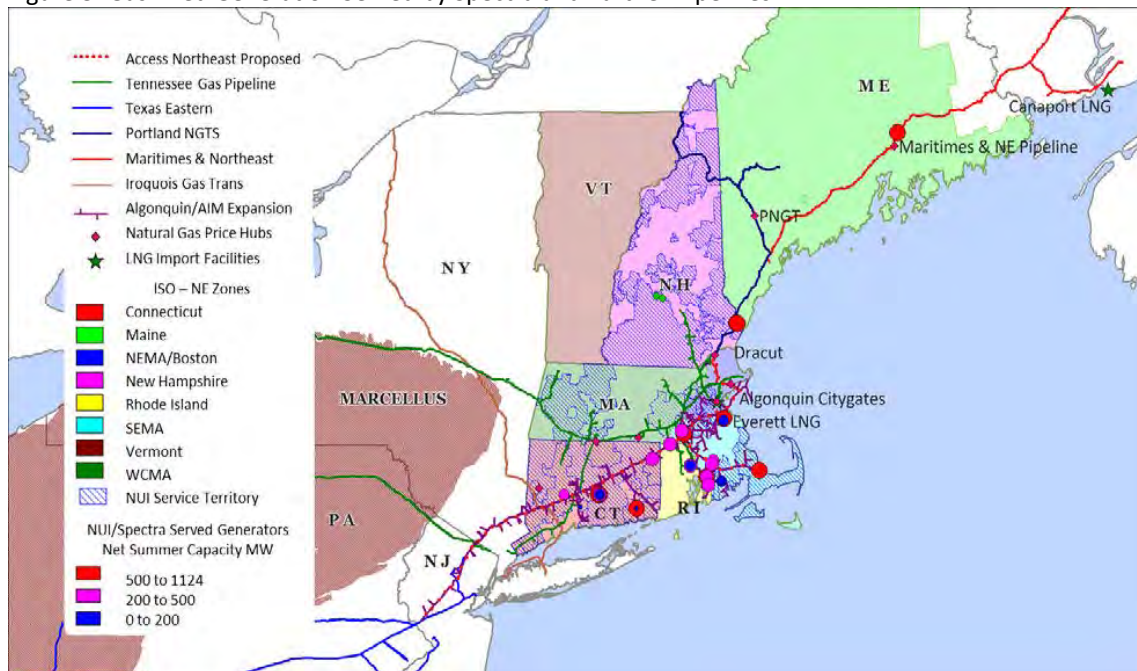 Access Northeast Proposed
Tennessee Gas Pipeline
Texas Eastern
Portland NGTS
Maritimes & Northeast
Iroquois Gas Trans
Algonquin/AIM Expansion
Natural Gas Price Hubs
LNG Import Facilities
ISO – NE Zones
Connecticut
Maine
NEMA/Boston
New Hampshire
Rhode Island
SEMA
Vermont
WCMA
NUI Service Territory
NUI/Spectra Served Generators
Net Summer Capacity MW
500 to 1124
200 to 500
0 to 200
ME
Canaport LNG
Maritimes & NE Pipeline
VT
PNGT
NY
NH
Dracut
MARCELLUS
MA
Algonquin Citygates
Everett LNG
CT
RI
PA
NJ